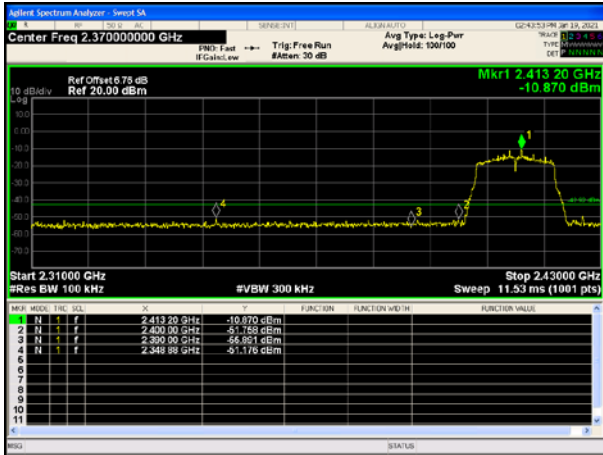 Agilent Spectrum Analyzer - Swept SA
RF 50 Ω AC SENSE:INT ALIGN AUTO 02:43:53 PM Jan 19, 2021
Center Freq 2.370000000 GHz
PNO: Fast
IFGain:Low
Trig: Free Run
#Atten: 30 dB
Avg Type: Log-Pwr
Avg|Hold: 100/100
TRACE 1 2 3 4 5 6
TYPE M
DET P N N N N N
Mkr1 2.413 20 GHz
-10.870 dBm
Ref Offset 6.75 dB
10 dB/div Ref 20.00 dBm
Log
10.0
0.00
-10.0
-20.0
-30.0
-40.0
-50.0
-60.0
-70.0
1
2
3
4
Start 2.31000 GHz Stop 2.43000 GHz
#Res BW 100 kHz #VBW 300 kHz Sweep 11.53 ms (1001 pts)
MKR MODE TRC SCL X Y FUNCTION FUNCTION WIDTH FUNCTION VALUE
1 N 1 f 2.413 20 GHz -10.870 dBm
2 N 1 f 2.400 00 GHz -51.758 dBm
3 N 1 f 2.390 00 GHz
4 N 1 f 2.348 88 GHz -51.176 dBm
5
6
7
8
9
10
11
MSG STATUS